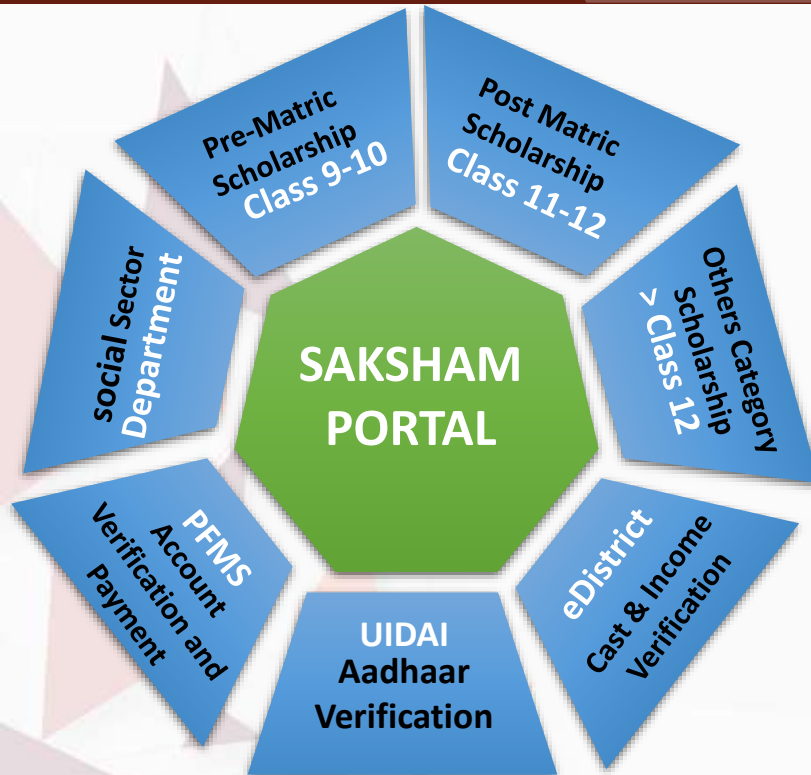 Pre-Matric
Scholarship
Class 9-10
Post Matric
Scholarship
Class 11-12
Others Category
Scholarship
> Class 12
eDistrict
Cast & Income
Verification
UIDAI
Aadhaar
Verification
PFMS
Account
Verification and
Payment
social Sector
Department
SAKSHAM
PORTAL